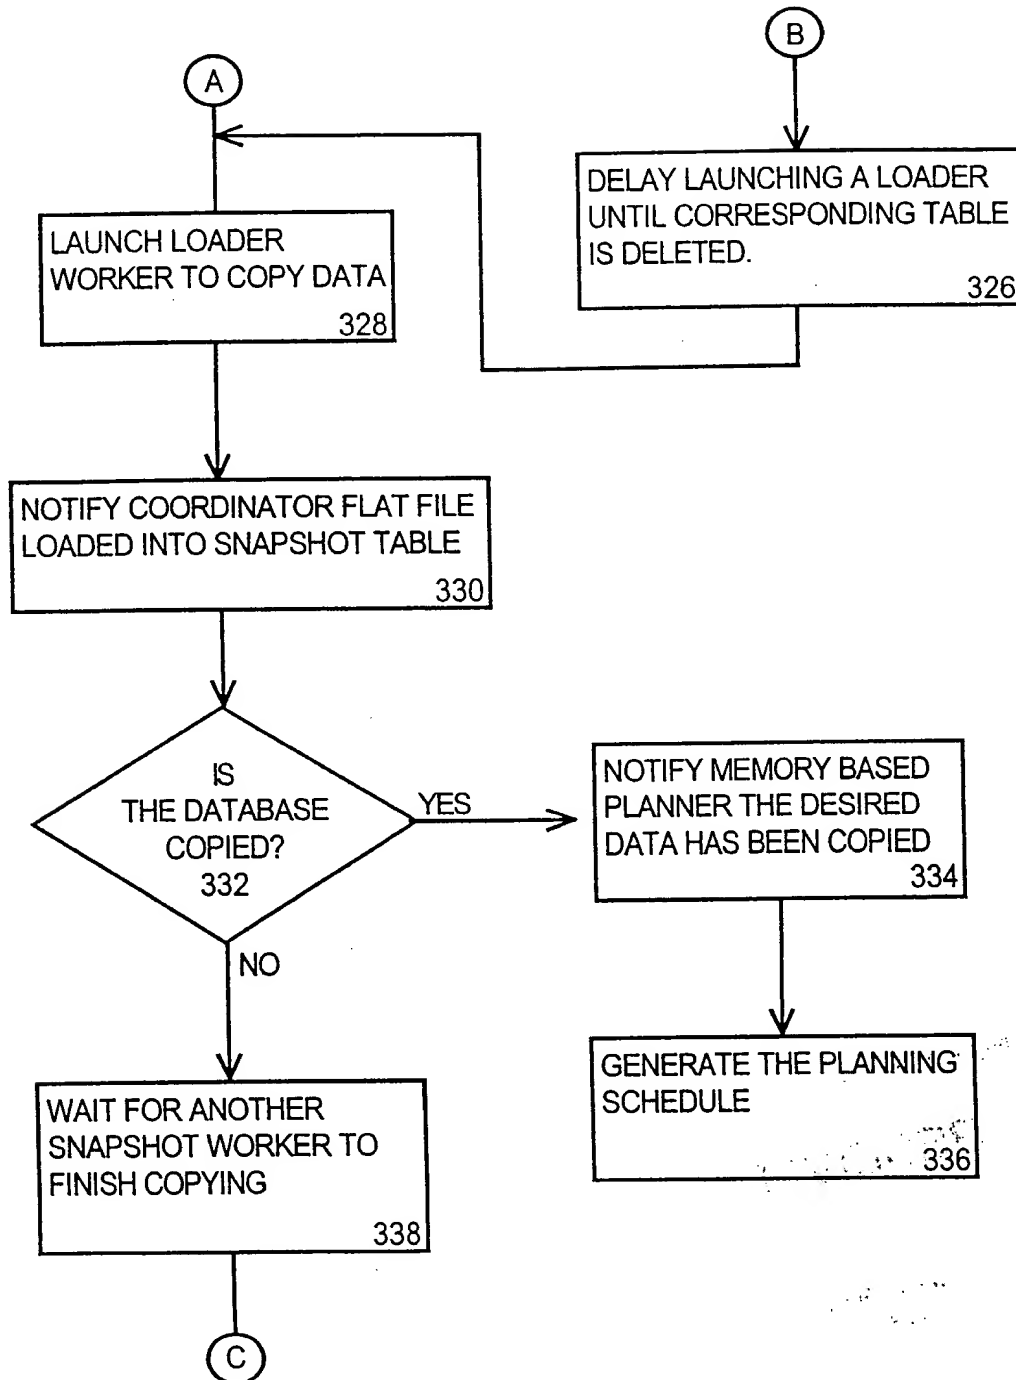 A
B
DELAY LAUNCHING A LOADER
UNTIL CORRESPONDING TABLE
IS DELETED.
326
LAUNCH LOADER
WORKER TO COPY DATA
328
NOTIFY COORDINATOR FLAT FILE
LOADED INTO SNAPSHOT TABLE
330
IS
THE DATABASE
COPIED?
332
YES
NOTIFY MEMORY BASED
PLANNER THE DESIRED
DATA HAS BEEN COPIED
334
GENERATE THE PLANNING
SCHEDULE
336
NO
WAIT FOR ANOTHER
SNAPSHOT WORKER TO
FINISH COPYING
338
C